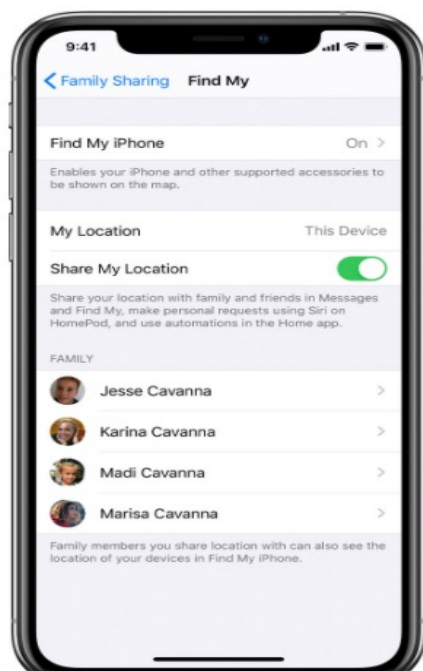 9:41
Family Sharing Find My
Find My iPhone On
Enables your iPhone and other supported accessories to
be shown on the map.
My Location This Device
Share My Location
Share your location with family and friends in Messages
and Find My, make personal requests using Siri on
HomePod, and use automations in the Home app.
FAMILY
Jesse Cavanna
Karina Cavanna
Madi Cavanna
Marisa Cavanna
Family members you share location with can also see the
location of your devices in Find My iPhone.